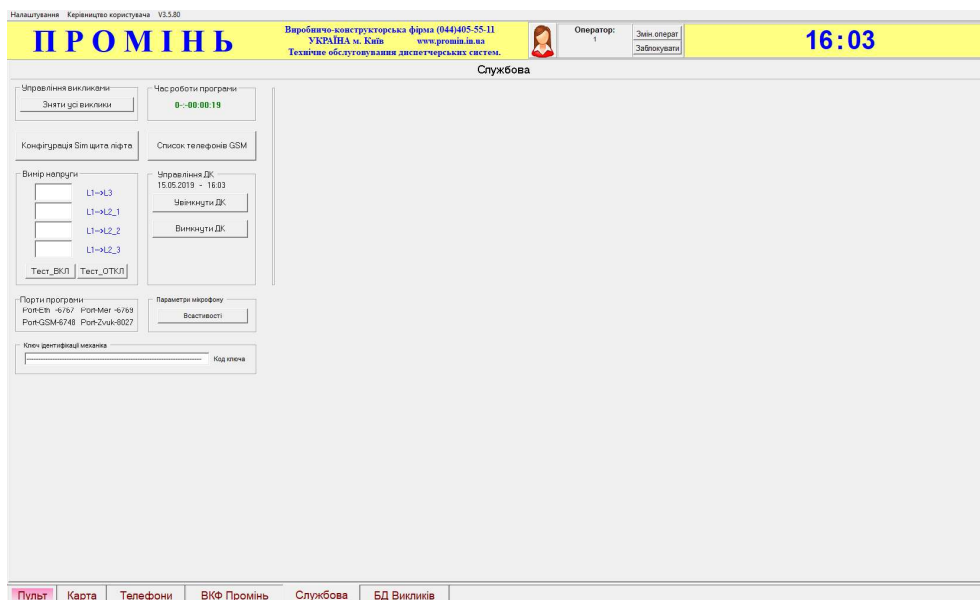 Налаштування Керівництво користувача V3.5.80
ПРОМІНЬ
Виробничо-конструкторська фірма (044)405-55-11
УКРАЇНА м. Київ www.promin.in.ua
Технічне обслуговування диспетчерських систем.
Оператор:
1
Змін.операт
Заблокувати
16:03
Службова
Управління викликами
Зняти усі виклики
Час роботи програми
0-:-00:00:19
Конфігурація Sim щита ліфта
Список телефонів GSM
Вимір напруги
L1->L3
L1->L2_1
L1->L2_2
L1->L2_3
Тест_ВКЛ Тест_ОТКЛ
Управління ДК
15.05.2019 - 16:03
Увімкнути ДК
Вимкнути ДК
Порти програми
Port-Eth -6767 Port-Mer -6769
Port-GSM-6748 Port-Zvuk-8027
Параметри мікрофону
Всастивості
Ключ ідентифікації механіка
Код ключа
Пульт Карта Телефони ВКФ Промінь Службова БД Викликів